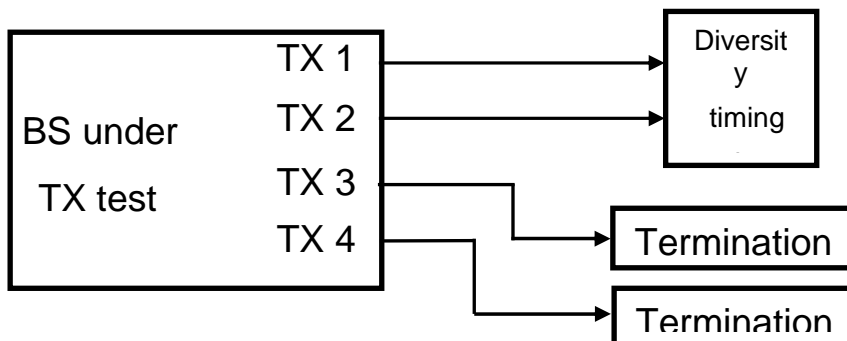 BS under
TX test
TX 1
TX 2
TX 3
TX 4
Diversit
y
timing
Termination
Termination